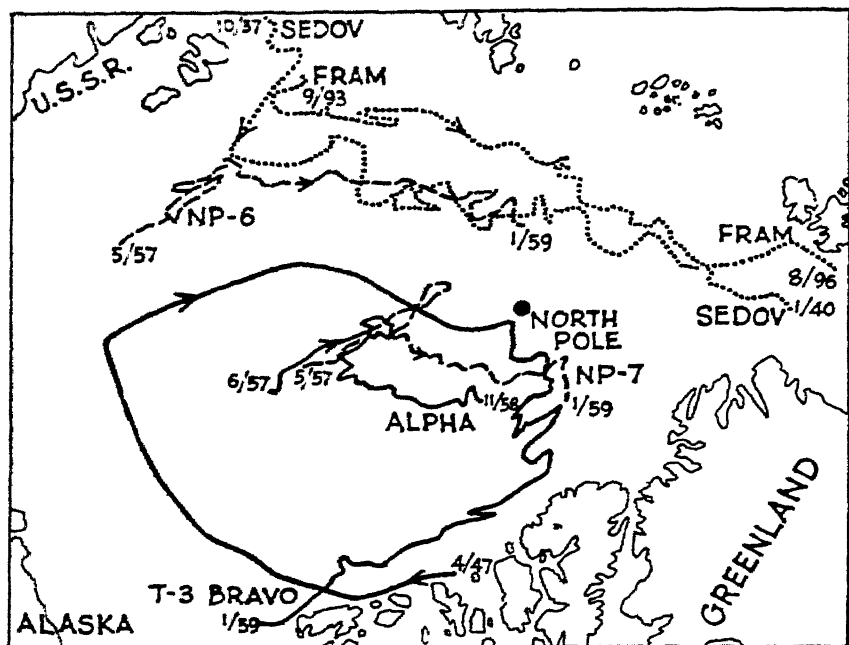 10/37 SEDOV
U.S.S.R.
FRAM
9/93
NP-6
5/57
1/59
FRAM
8/96
SEDOV
1/40
NORTH
POLE
6/'57
5/'57
NP-7
11/58
1/59
ALPHA
GREENLAND
4/47
T-3 BRAVO
1/59
ALASKA